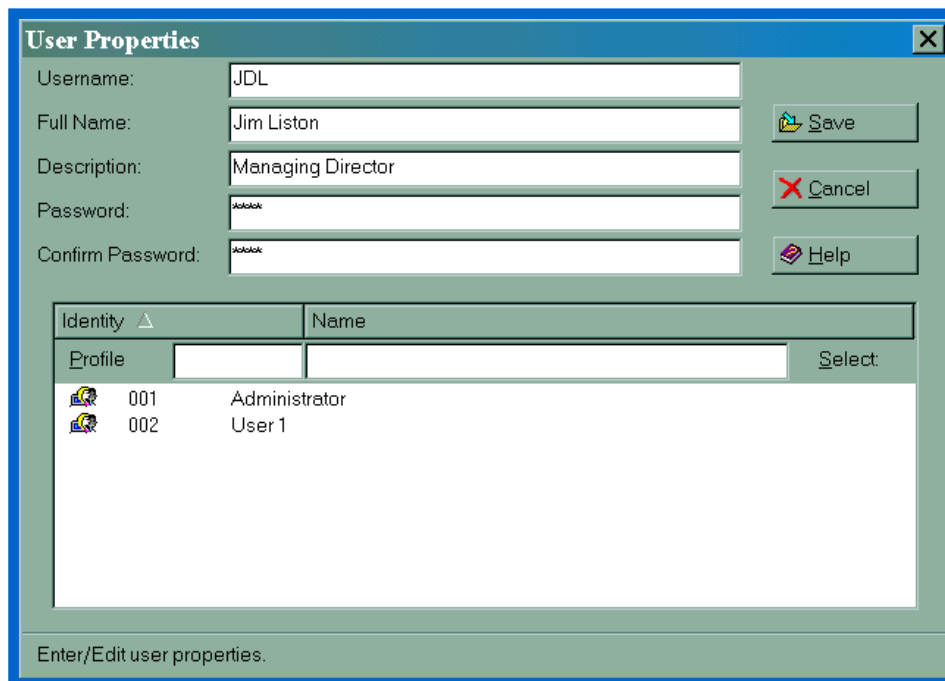 User Properties
Username: JDL
Full Name: Jim Liston
Save
Description: Managing Director
Cancel
Password: ****
Confirm Password: ****
Help
Identity Name
Profile Select:
001 Administrator
002 User 1
Enter/Edit user properties.